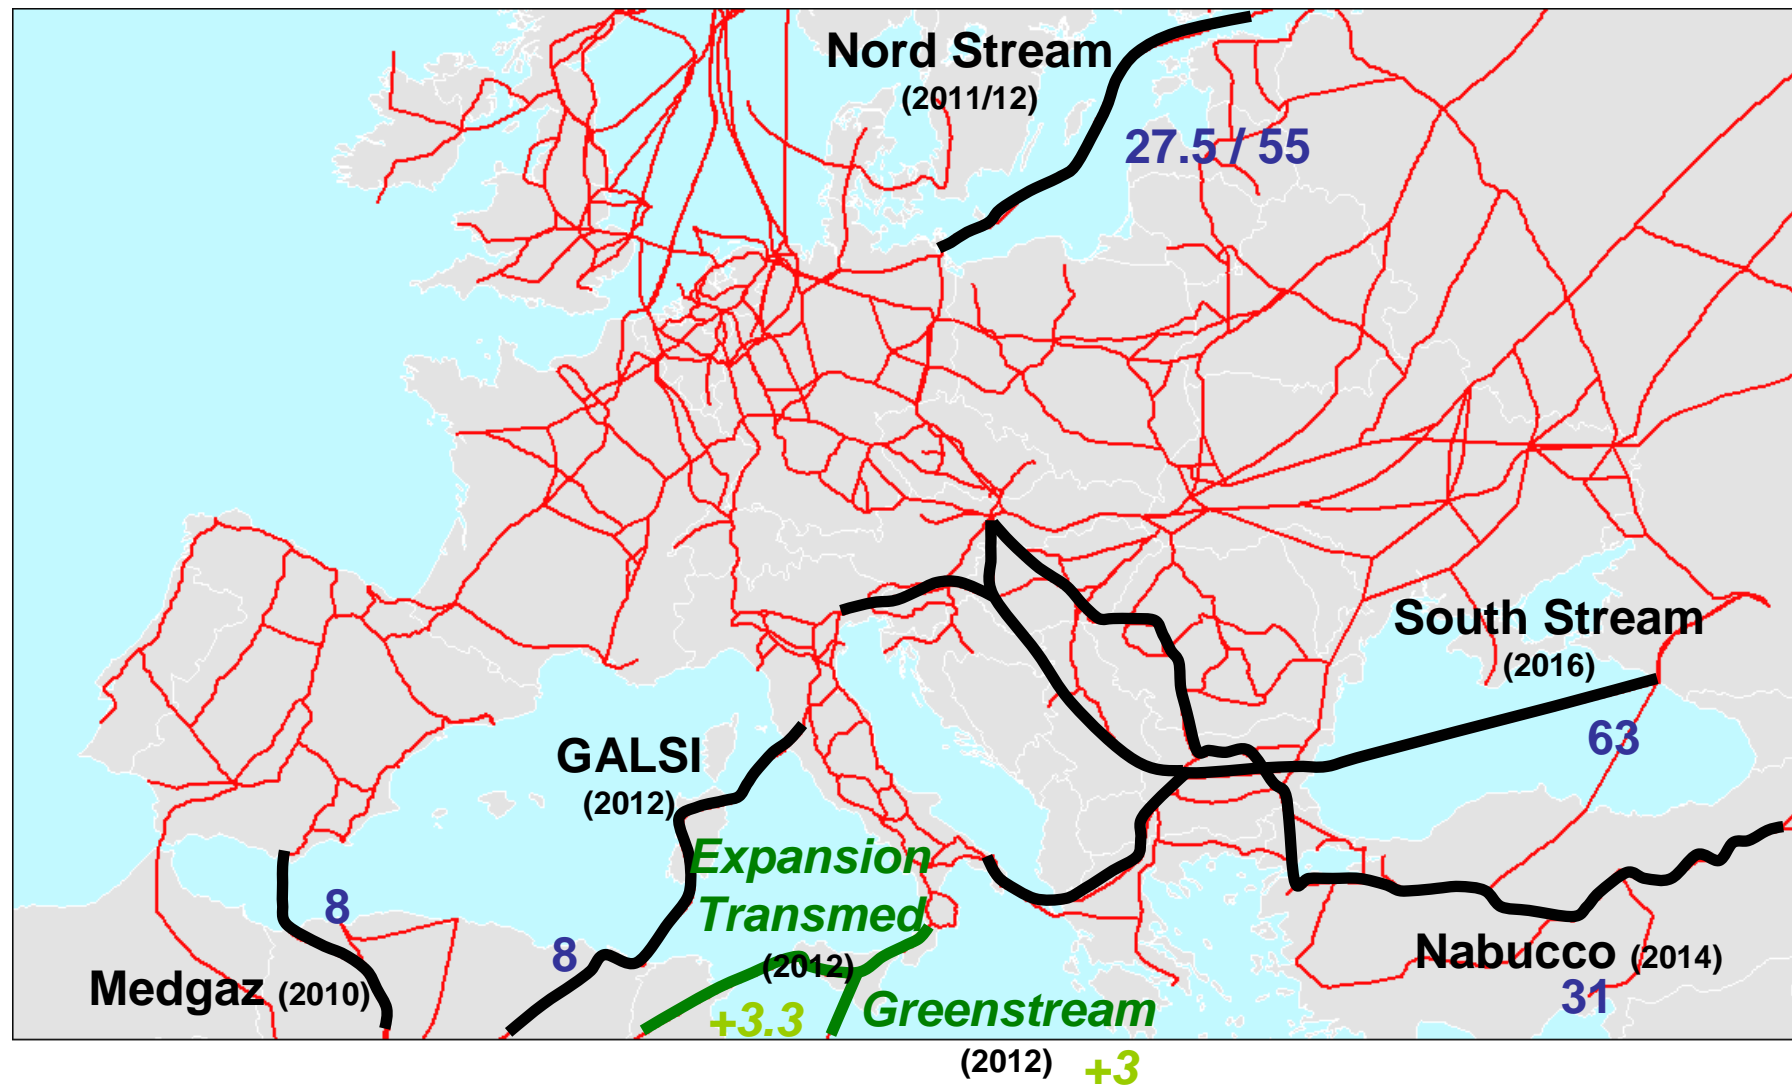 Nord Stream
(2011/12)
27.5 / 55
South Stream
(2016)
63
GALSI
(2012)
Expansion
Transmed
(2012)
8
8
Medgaz (2010)
Nabucco (2014)
31
+3.3
Greenstream
(2012) +3